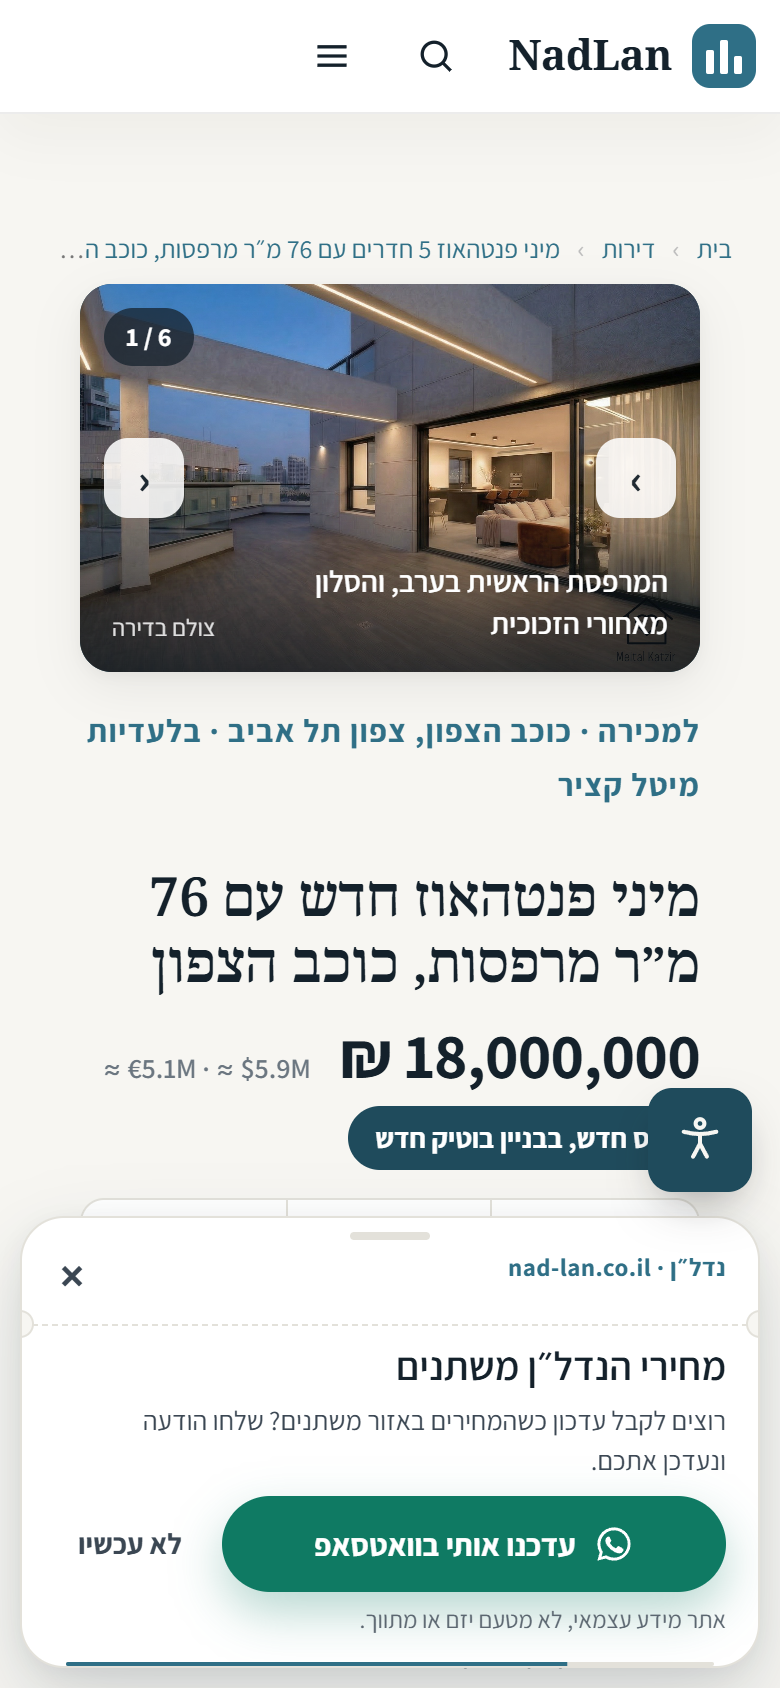 NadLan
בית › דירות › מיני פנטהאוז 5 חדרים עם 76 מ״ר מרפסות, כוכב ה...
1 / 6
המרפסת הראשית בערב, והסלון
מאחורי הזכוכית
צולם בדירה
Meital Katzir
למכירה · כוכב הצפון, צפון תל אביב · בלעדיות
מיטל קציר
מיני פנטהאוז חדש עם 76
מ״ר מרפסות, כוכב הצפון
18,000,000 ₪
≈ €5.1M · ≈ $5.9M
ס חדש, בבניין בוטיק חדש
נדל״ן · nad-lan.co.il
×
מחירי הנדל״ן משתנים
רוצים לקבל עדכון כשהמחירים באזור משתנים? שלחו הודעה
ונעדכן אתכם.
עדכנו אותי בוואטסאפ
לא עכשיו
אתר מידע עצמאי, לא מטעם יזם או מתווך.